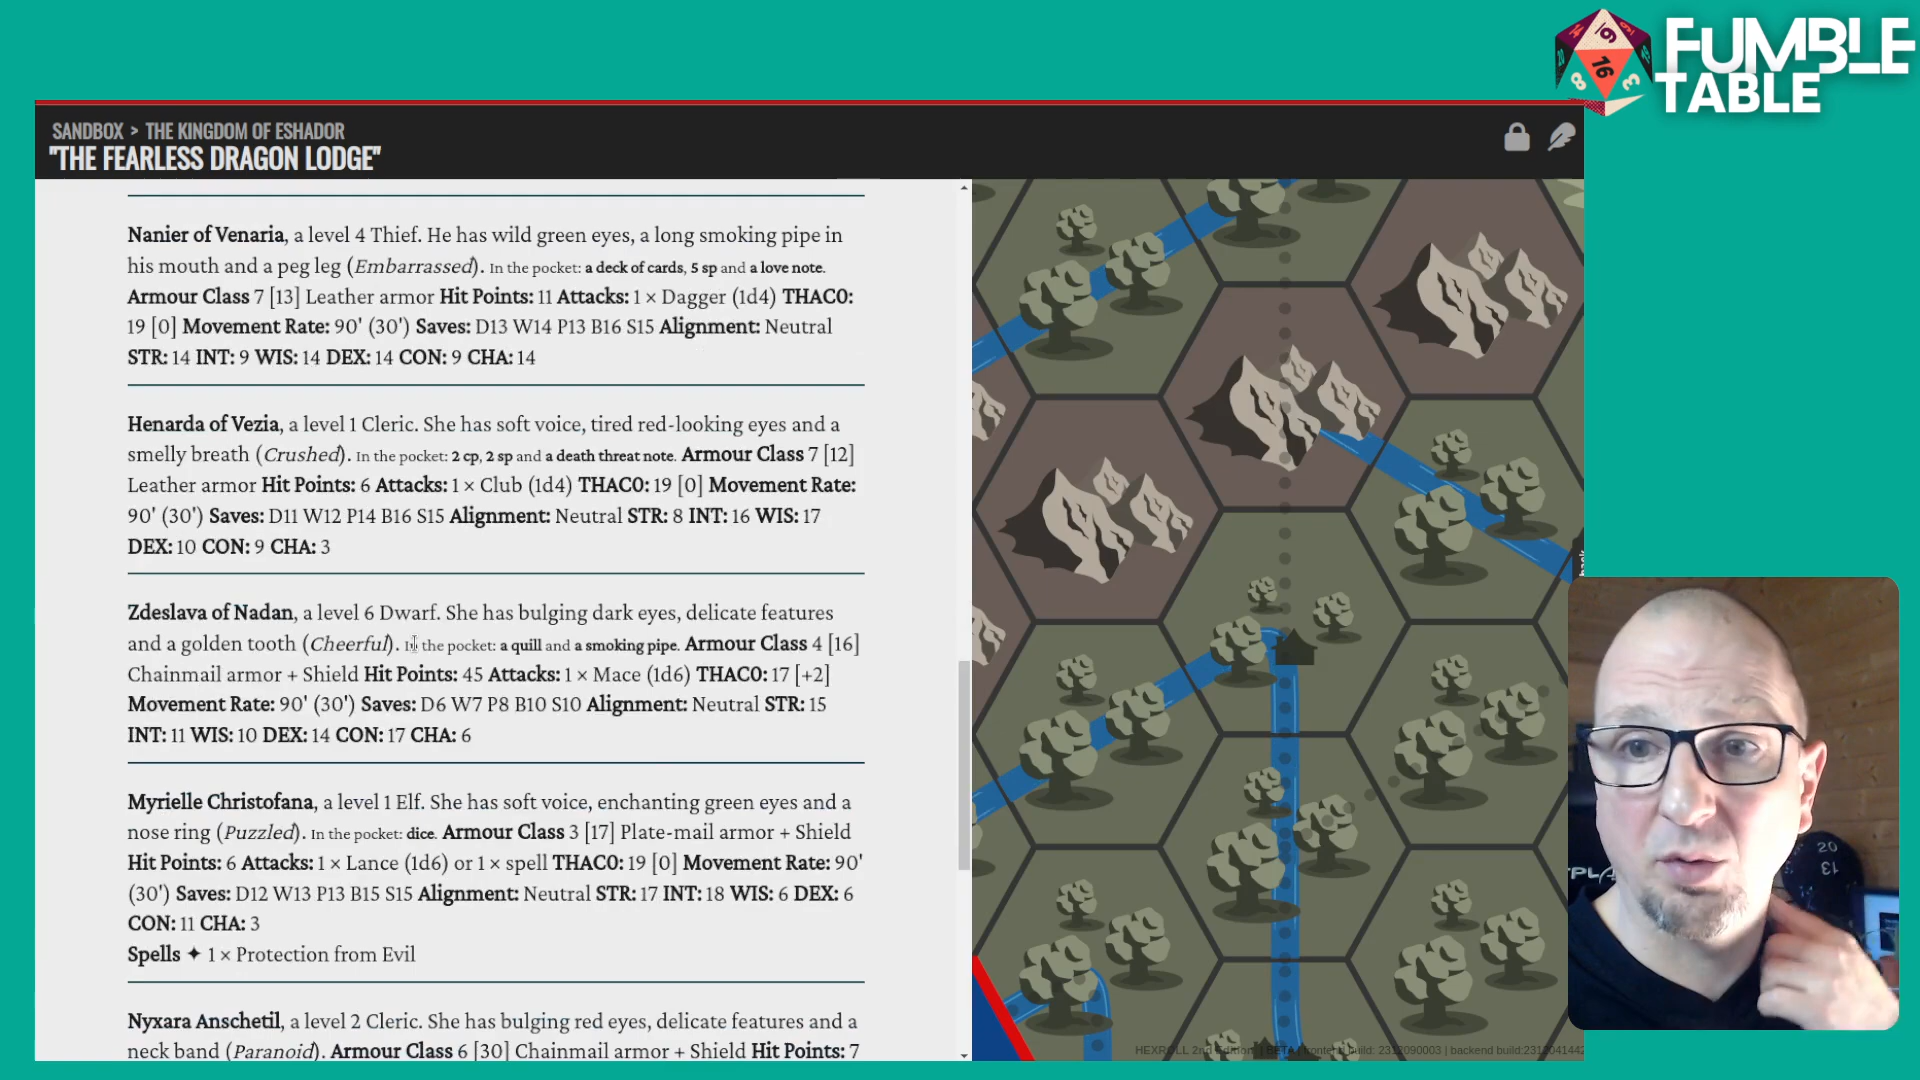 FUMBLE
TABLE
SANDBOX > THE KINGDOM OF ESHADOR
"THE FEARLESS DRAGON LODGE"
Nanier of Venaria, a level 4 Thief. He has wild green eyes, a long smoking pipe in
his mouth and a peg leg (Embarrassed). In the pocket: a deck of cards, 5 sp and a love note.
Armour Class 7 [13] Leather armor Hit Points: 11 Attacks: 1 × Dagger (1d4) THAC0:
19 [0] Movement Rate: 90' (30') Saves: D13 W14 P13 B16 S15 Alignment: Neutral
STR: 14 INT: 9 WIS: 14 DEX: 14 CON: 9 CHA: 14
Henarda of Vezia, a level 1 Cleric. She has soft voice, tired red-looking eyes and a
smelly breath (Crushed). In the pocket: 2 cp, 2 sp and a death threat note. Armour Class 7 [12]
Leather armor Hit Points: 6 Attacks: 1 × Club (1d4) THAC0: 19 [0] Movement Rate:
90' (30') Saves: D11 W12 P14 B16 S15 Alignment: Neutral STR: 8 INT: 16 WIS: 17
DEX: 10 CON: 9 CHA: 3
Zdeslava of Nadan, a level 6 Dwarf. She has bulging dark eyes, delicate features
and a golden tooth (Cheerful). In the pocket: a quill and a smoking pipe. Armour Class 4 [16]
Chainmail armor + Shield Hit Points: 45 Attacks: 1 × Mace (1d6) THAC0: 17 [+2]
Movement Rate: 90' (30') Saves: D6 W7 P8 B10 S10 Alignment: Neutral STR: 15
INT: 11 WIS: 10 DEX: 14 CON: 17 CHA: 6
Myrielle Christofana, a level 1 Elf. She has soft voice, enchanting green eyes and a
nose ring (Puzzled). In the pocket: dice. Armour Class 3 [17] Plate-mail armor + Shield
Hit Points: 6 Attacks: 1 × Lance (1d6) or 1 × spell THAC0: 19 [0] Movement Rate: 90'
(30') Saves: D12 W13 P13 B15 S15 Alignment: Neutral STR: 17 INT: 18 WIS: 6 DEX: 6
CON: 11 CHA: 3
Spells ✦ 1 × Protection from Evil
Nyxara Anschetil, a level 2 Cleric. She has bulging red eyes, delicate features and a
neck band (Paranoid). Armour Class 6 [30] Chainmail armor + Shield Hit Points: 7
HEXROLL 2nd Edition | BETA | frontend build: 2312090003 | backend
16
8
3
20
13